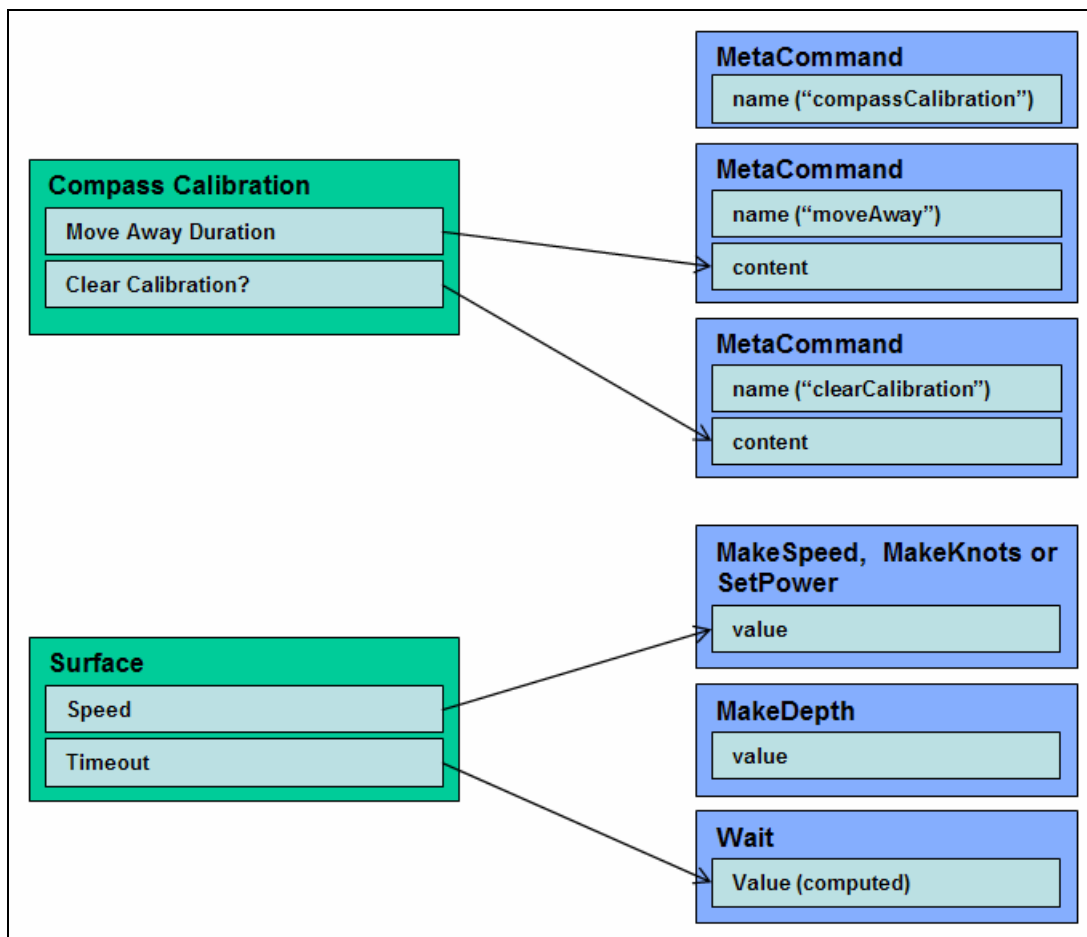 MetaCommand
name (“compassCalibration”)
Compass Calibration
Move Away Duration
Clear Calibration?
MetaCommand
name (“moveAway”)
content
MetaCommand
name (“clearCalibration”)
content
Surface
Speed
Timeout
MakeSpeed, MakeKnots or
SetPower
value
MakeDepth
value
Wait
Value (computed)